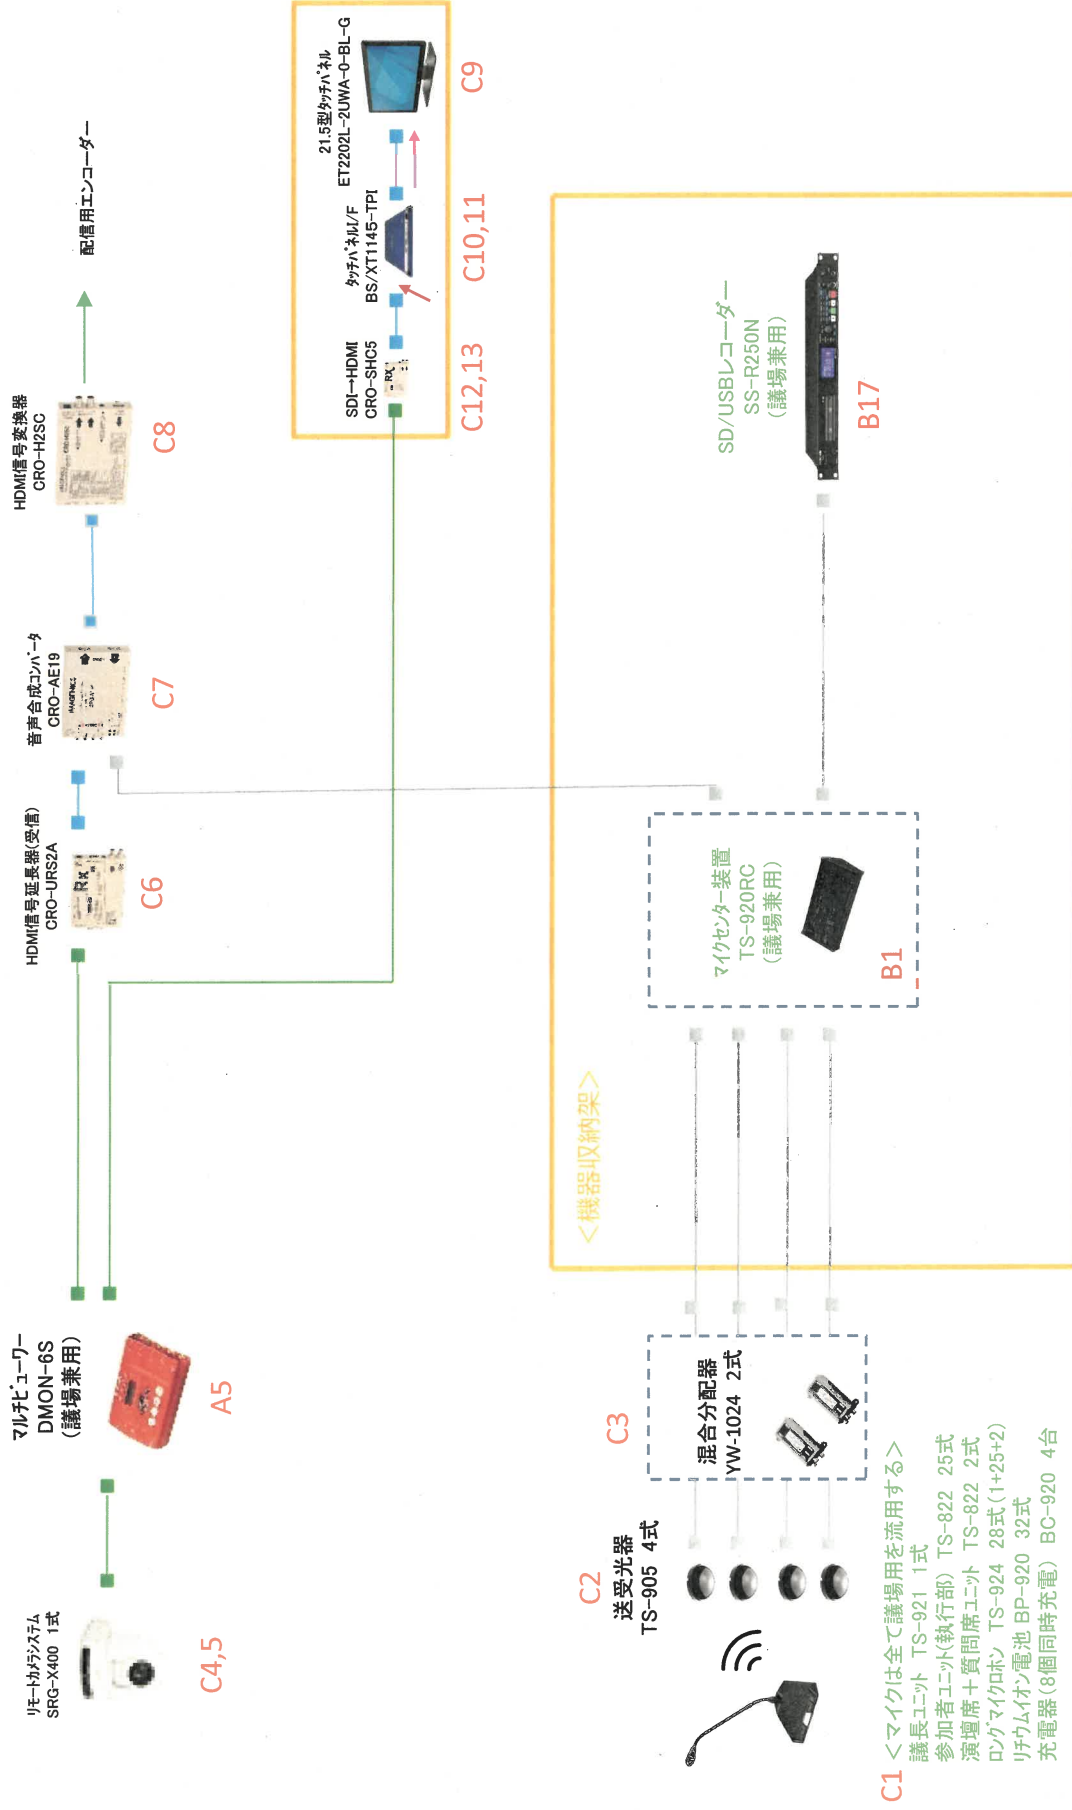 リモートカメラシステム
SRG-X400 1式
C4,5
マルチビューワー
DMON-6S
(議場兼用)
A5
HDMI信号延長器(受信)
CRO-URS2A
RX
C6
音声合成コンバータ
CRO-AE19
IMAGENICS
C7
HDMI信号変換器
CRO-H2SC
C8
配信用エンコーダー
SDI→HDMI
CRO-SHC5
RX
C12,13
タッチパネルI/F
BS/XT1145-TPI
C10,11
21.5型タッチパネル
ET2202L-2UWA-0-BL-G
C9
C2
送受光器
TS-905 4式
C3
混合分配器
YW-1024 2式
<機器収納架>
マイクセンター装置
TS-920RC
(議場兼用)
B1
SD/USBレコーダー
SS-R250N
(議場兼用)
B17
C1 <マイクは全て議場用を流用する>
議長ユニット TS-921 1式
参加者ユニット(執行部) TS-822 25式
演壇席+質問席ユニット TS-822 2式
ロングマイクロホン TS-924 28式(1+25+2)
リチウムイオン電池 BP-920 32式
充電器(8個同時充電) BC-920 4台